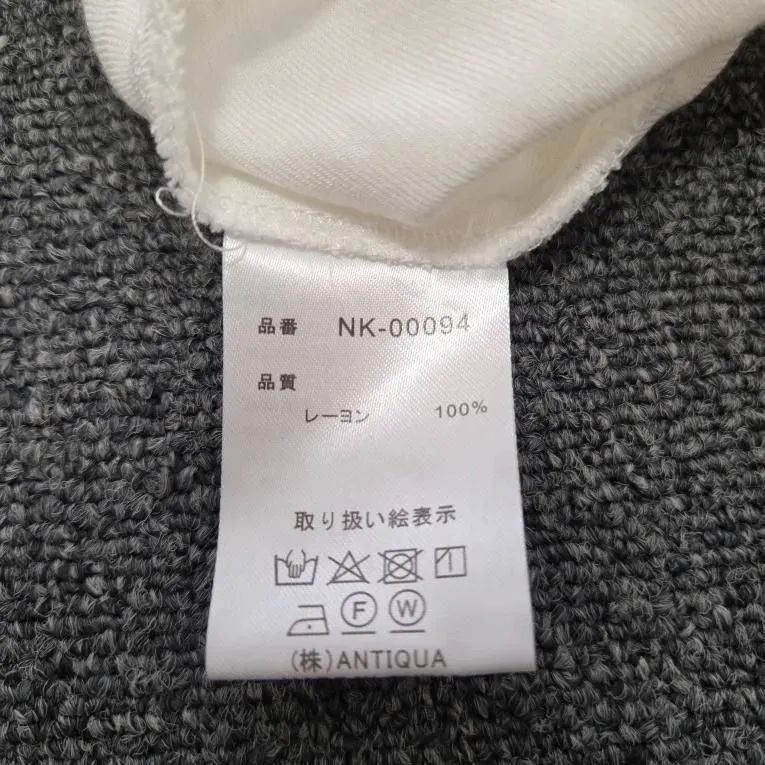 品番 NK-00094
品質
レーヨン 100%
取り扱い絵表示
F W
(株)ANTIQUA